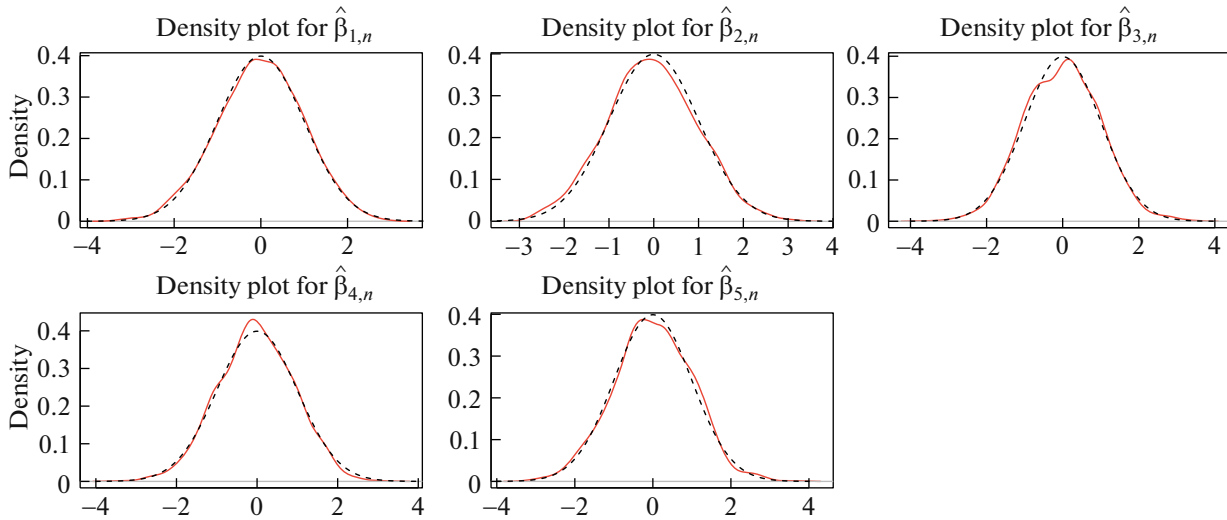 Density plot for β̂1,n
Density plot for β̂2,n
Density plot for β̂3,n
Density
0.4
0.3
0.2
0.1
0
−4 −2 0 2
0.4
0.3
0.2
0.1
0
−3 −2 −1 0 1 2 3 4
0.4
0.3
0.2
0.1
0
−4 −2 0 2 4
Density plot for β̂4,n
Density plot for β̂5,n
Density
0.4
0.3
0.2
0.1
0
−4 −2 0 2 4
0.4
0.3
0.2
0.1
0
−4 −2 0 2 4